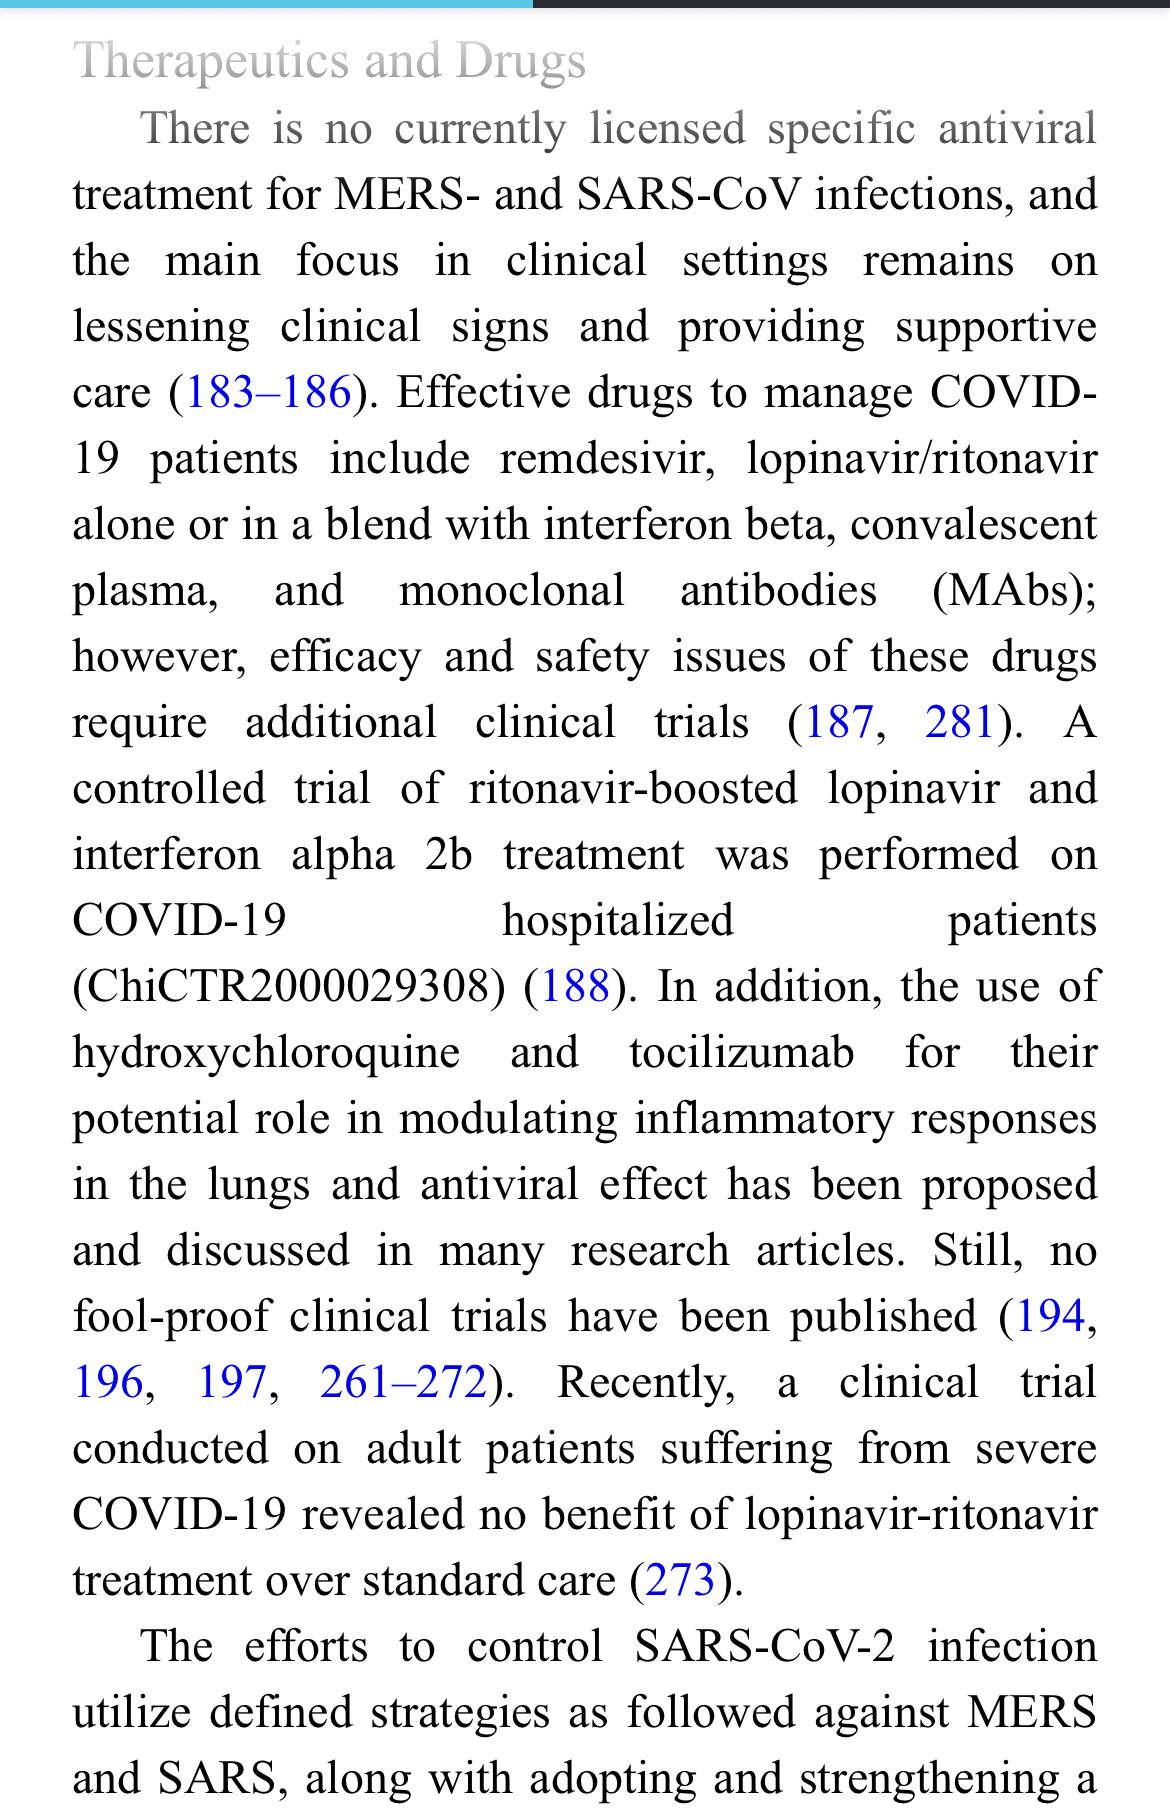 Therapeutics and Drugs
There is no currently licensed specific antiviral
treatment for MERS- and SARS-CoV infections, and
the main focus in clinical settings remains on
lessening clinical signs and providing supportive
care (183–186). Effective drugs to manage COVID-
19 patients include remdesivir, lopinavir/ritonavir
alone or in a blend with interferon beta, convalescent
plasma, and monoclonal antibodies (MAbs);
however, efficacy and safety issues of these drugs
require additional clinical trials (187, 281). A
controlled trial of ritonavir-boosted lopinavir and
interferon alpha 2b treatment was performed on
COVID-19 hospitalized patients
(ChiCTR2000029308) (188). In addition, the use of
hydroxychloroquine and tocilizumab for their
potential role in modulating inflammatory responses
in the lungs and antiviral effect has been proposed
and discussed in many research articles. Still, no
fool-proof clinical trials have been published (194,
196, 197, 261–272). Recently, a clinical trial
conducted on adult patients suffering from severe
COVID-19 revealed no benefit of lopinavir-ritonavir
treatment over standard care (273).
The efforts to control SARS-CoV-2 infection
utilize defined strategies as followed against MERS
and SARS, along with adopting and strengthening a